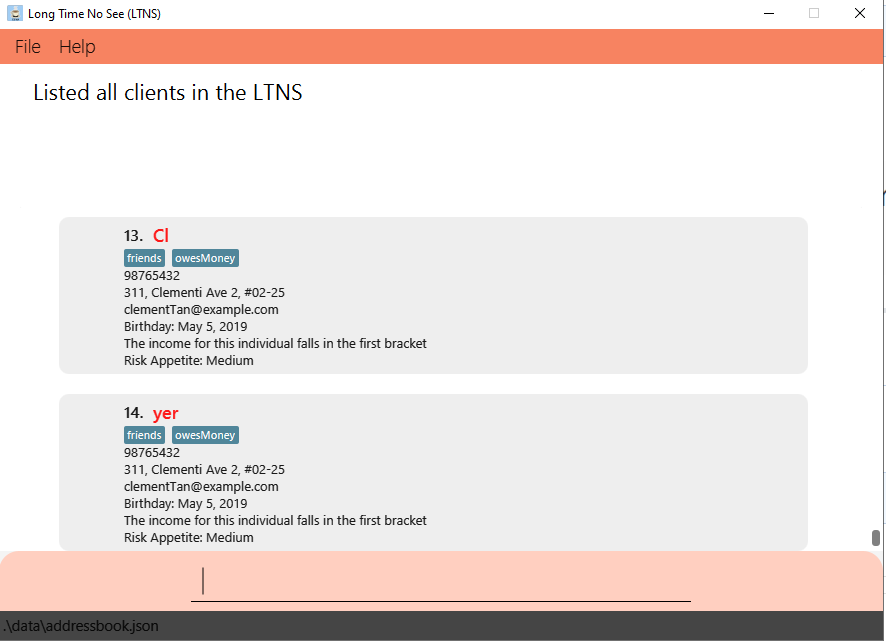 Long Time No See (LTNS)
File Help
Listed all clients in the LTNS
13. Cl
friends owesMoney
98765432
311, Clementi Ave 2, #02-25
clementTan@example.com
Birthday: May 5, 2019
The income for this individual falls in the first bracket
Risk Appetite: Medium
14. yer
friends owesMoney
98765432
311, Clementi Ave 2, #02-25
clementTan@example.com
Birthday: May 5, 2019
The income for this individual falls in the first bracket
Risk Appetite: Medium
.\data\addressbook.json